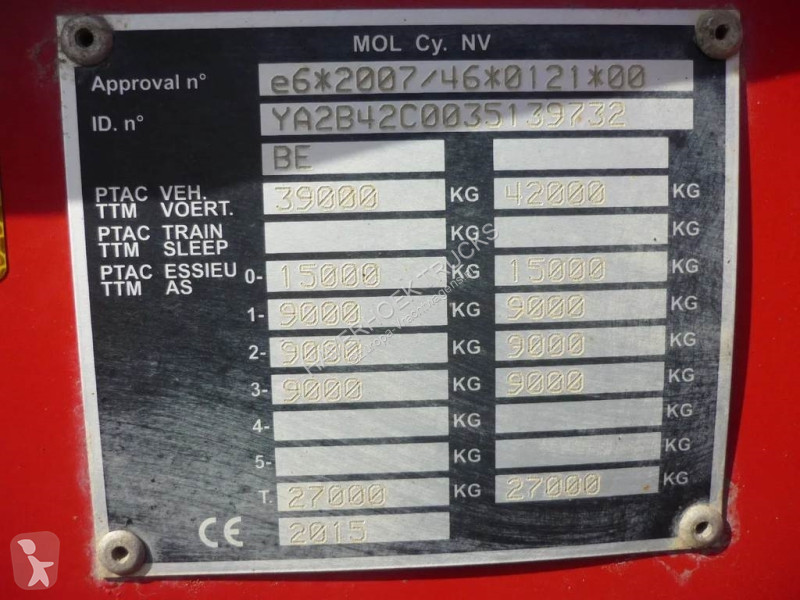 MOL Cy. NV
Approval n° e6*2007/46*0121*00
ID. n° YA2B42C0035139732
BE
PTAC VEH. TTM VOERT. 39000 KG 42000 KG
PTAC TRAIN TTM SLEEP KG KG
PTAC ESSIEU TTM AS 0- 15000 KG 15000 KG
1- 9000 KG 9000 KG
2- 9000 KG 9000 KG
3- 9000 KG 9000 KG
4- KG KG
5- KG KG
T. 27000 KG 27000 KG
CE 2015